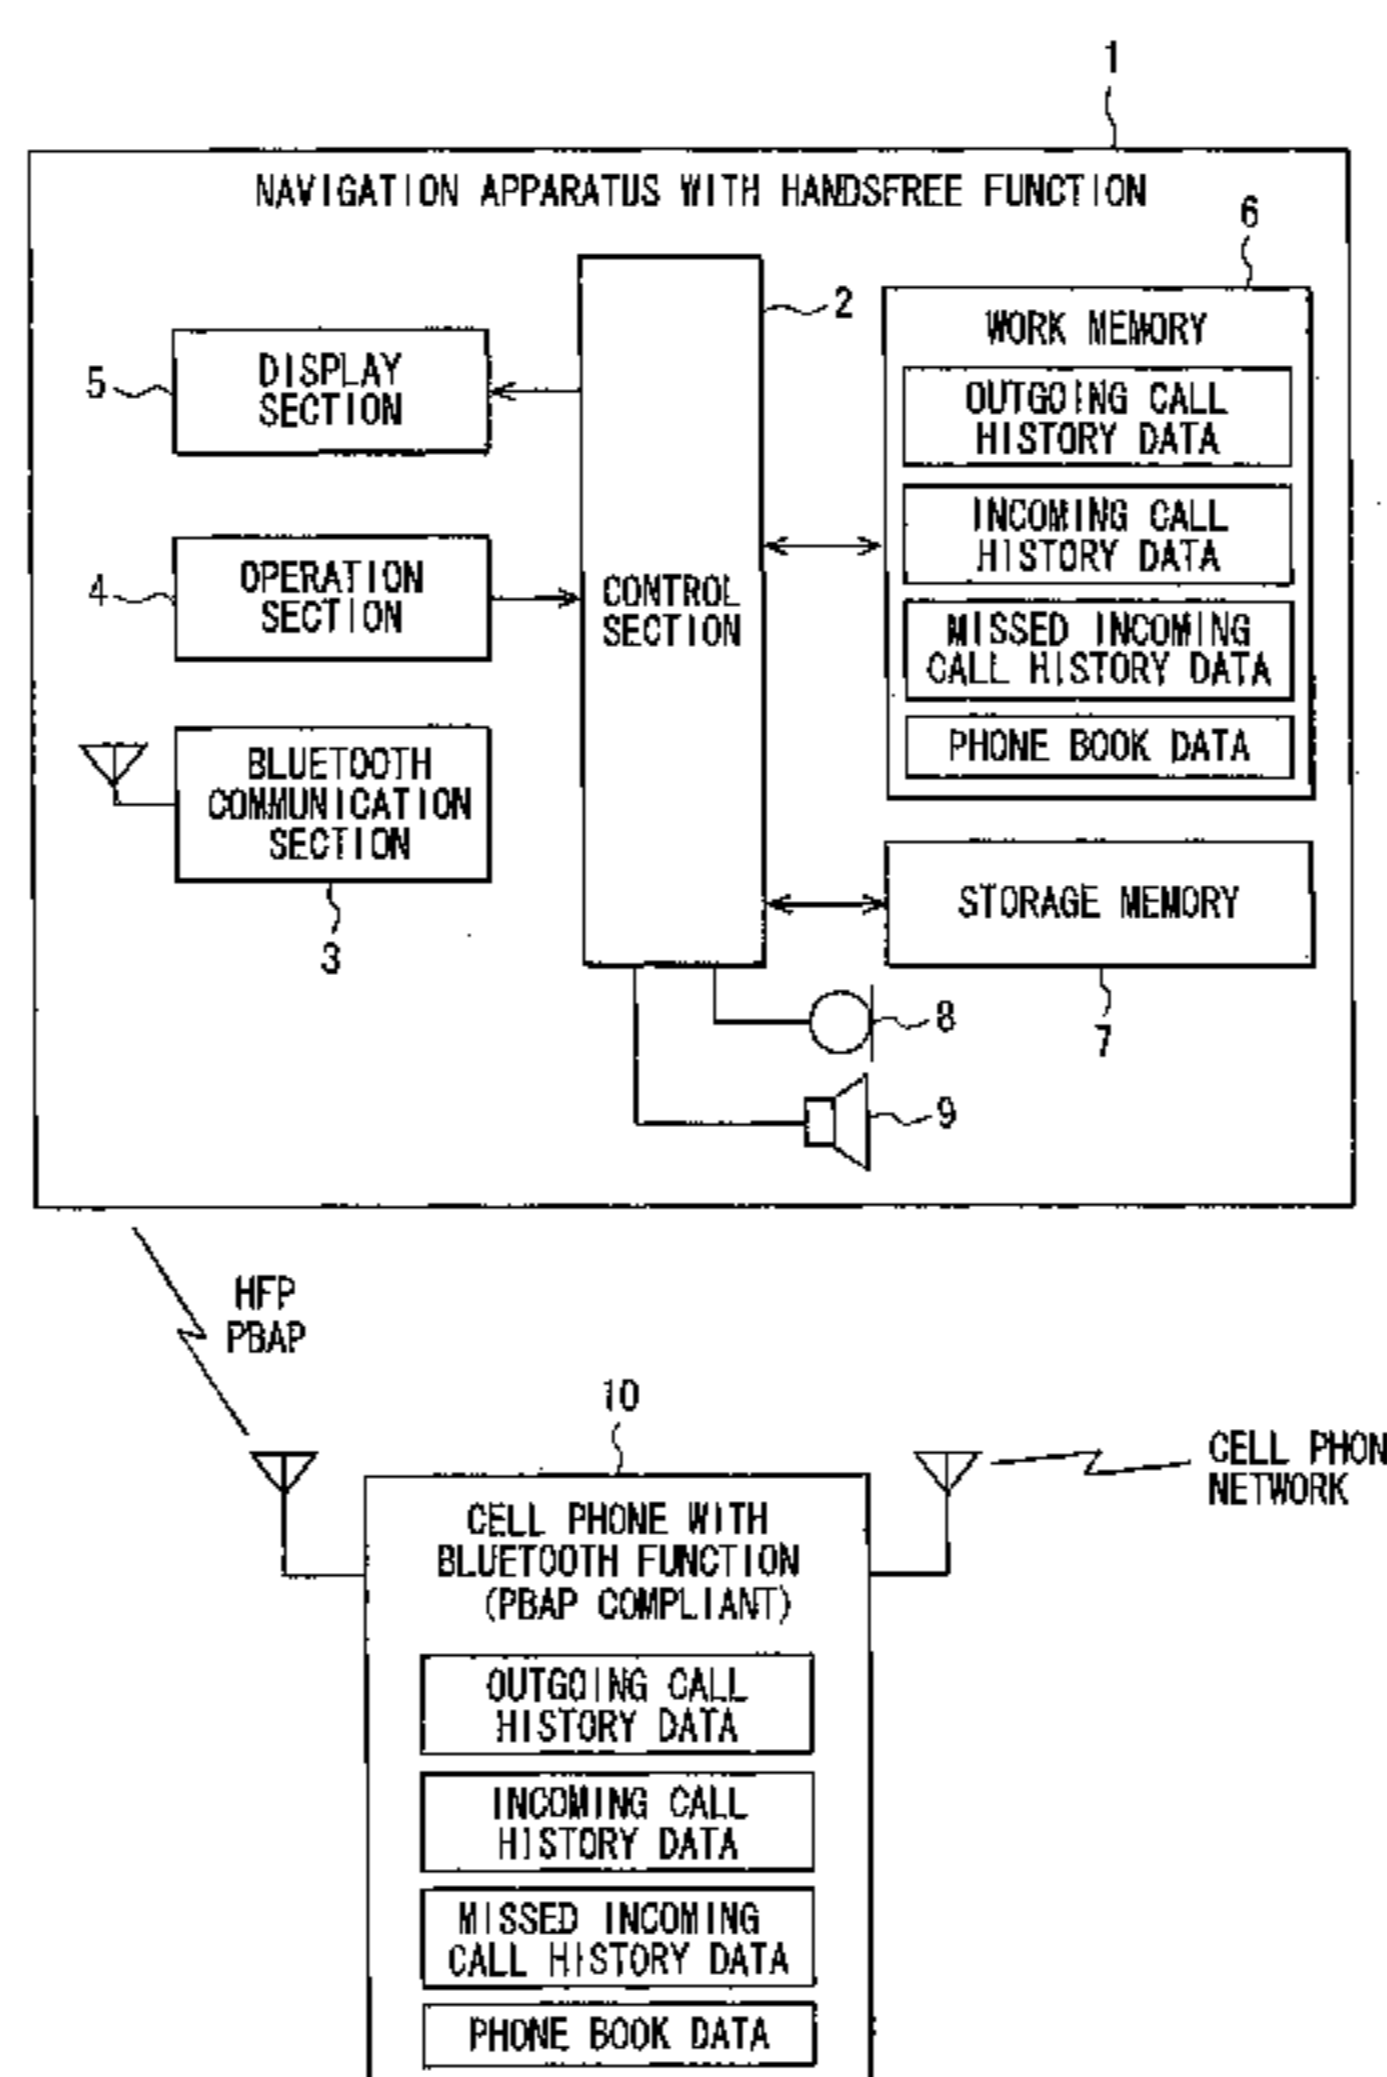 1
NAVIGATION APPARATUS WITH HANDSFREE FUNCTION
6
2
WORK MEMORY
5
DISPLAY
SECTION
OUTGOING CALL
HISTORY DATA
INCOMING CALL
HISTORY DATA
4
OPERATION
SECTION
CONTROL
SECTION
MISSED INCOMING
CALL HISTORY DATA
PHONE BOOK DATA
BLUETOOTH
COMMUNICATION
SECTION
3
STORAGE MEMORY
7
8
9
HFP
PBAP
10
CELL PHON
NETWORK
CELL PHONE WITH
BLUETOOTH FUNCTION
(PBAP COMPLIANT)
OUTGOING CALL
HISTORY DATA
INCOMING CALL
HISTORY DATA
MISSED INCOMING
CALL HISTORY DATA
PHONE BOOK DATA